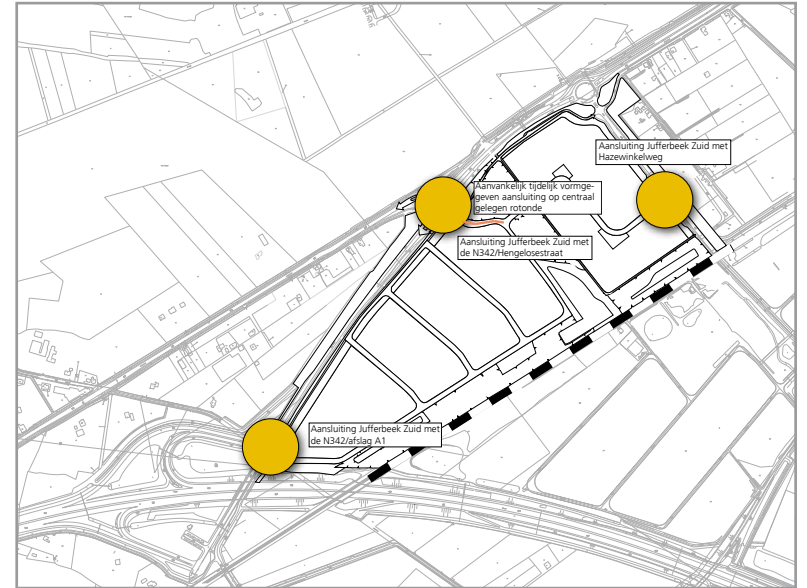 Aansluiting Jufferbeek Zuid met
Hazewinkelweg
Aanvankelijk tijdelijk vormge-
geven aansluiting op centraal
gelegen rotonde
Aansluiting Jufferbeek Zuid met
de N342/Hengelosestraat
Aansluiting Jufferbeek Zuid met
de N342/afslag A1